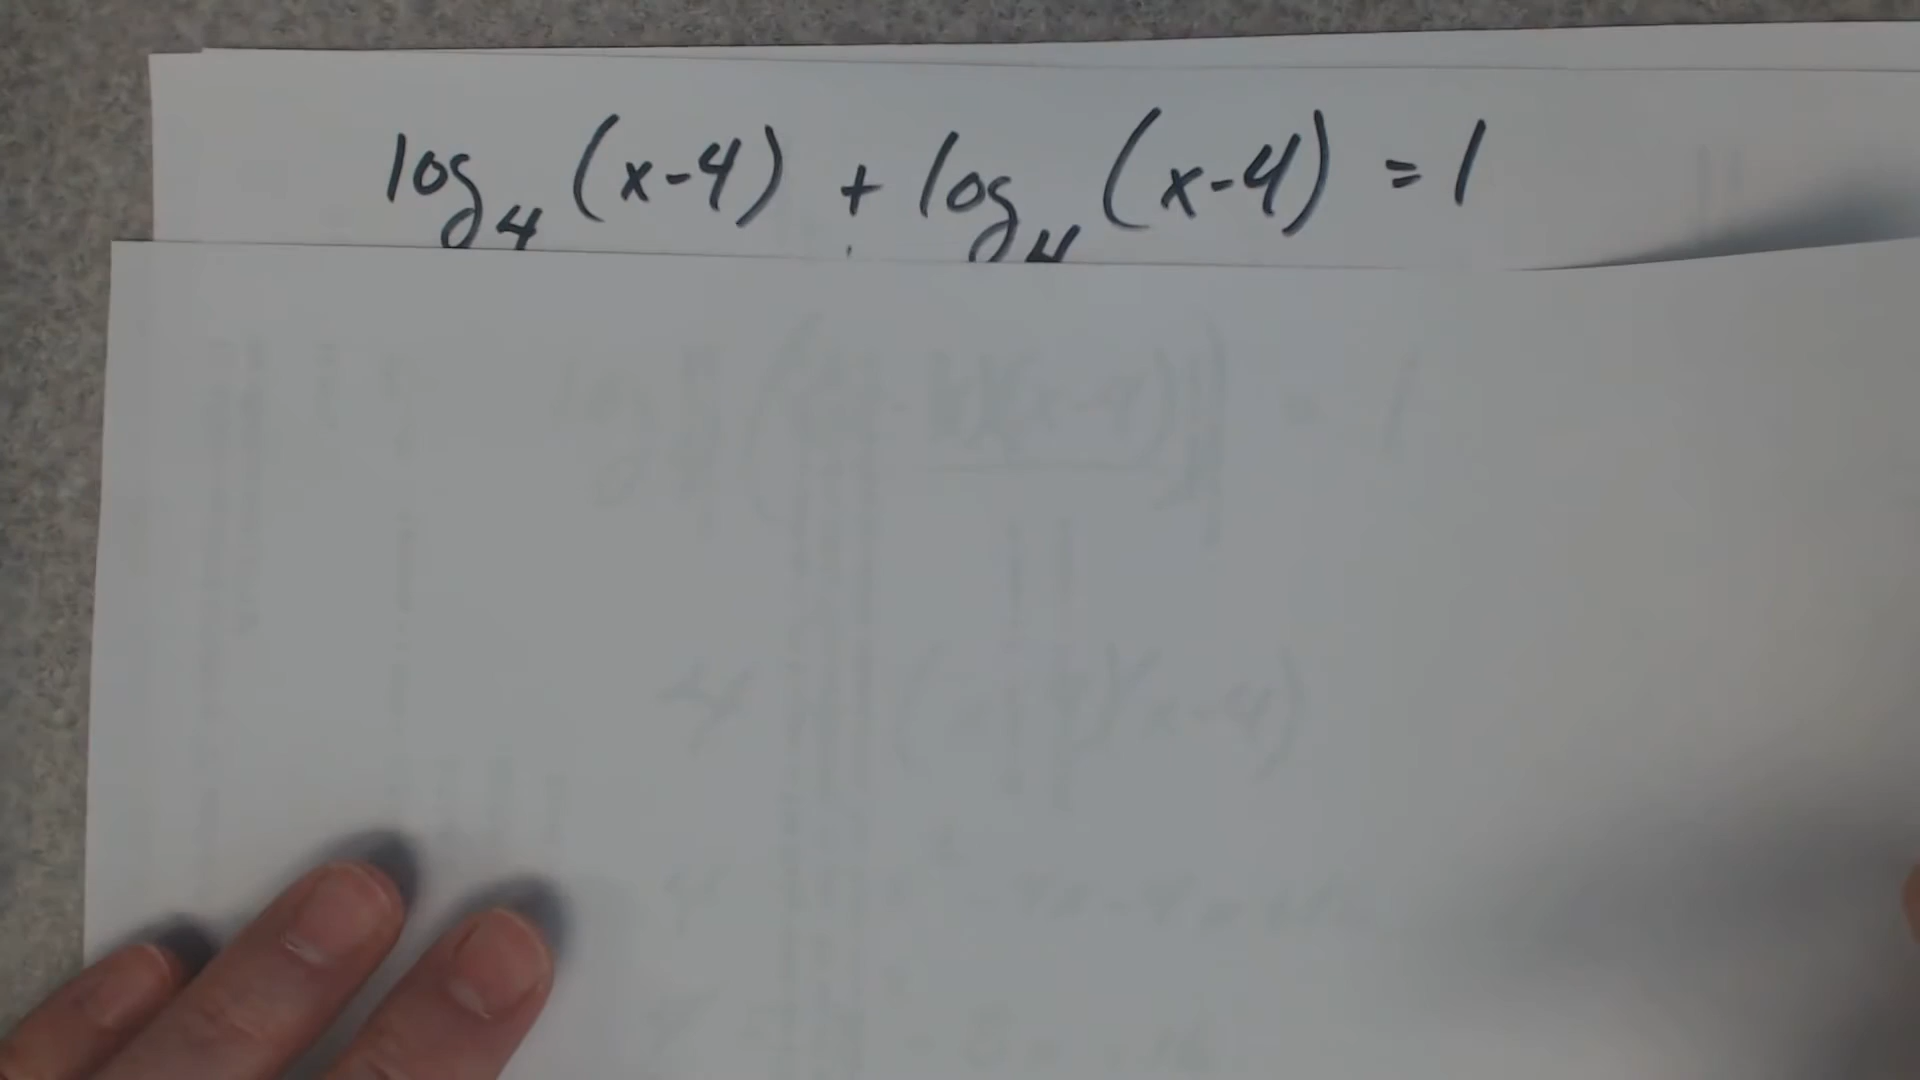 log₄ (x-4) + log₄ (x-4) = 1